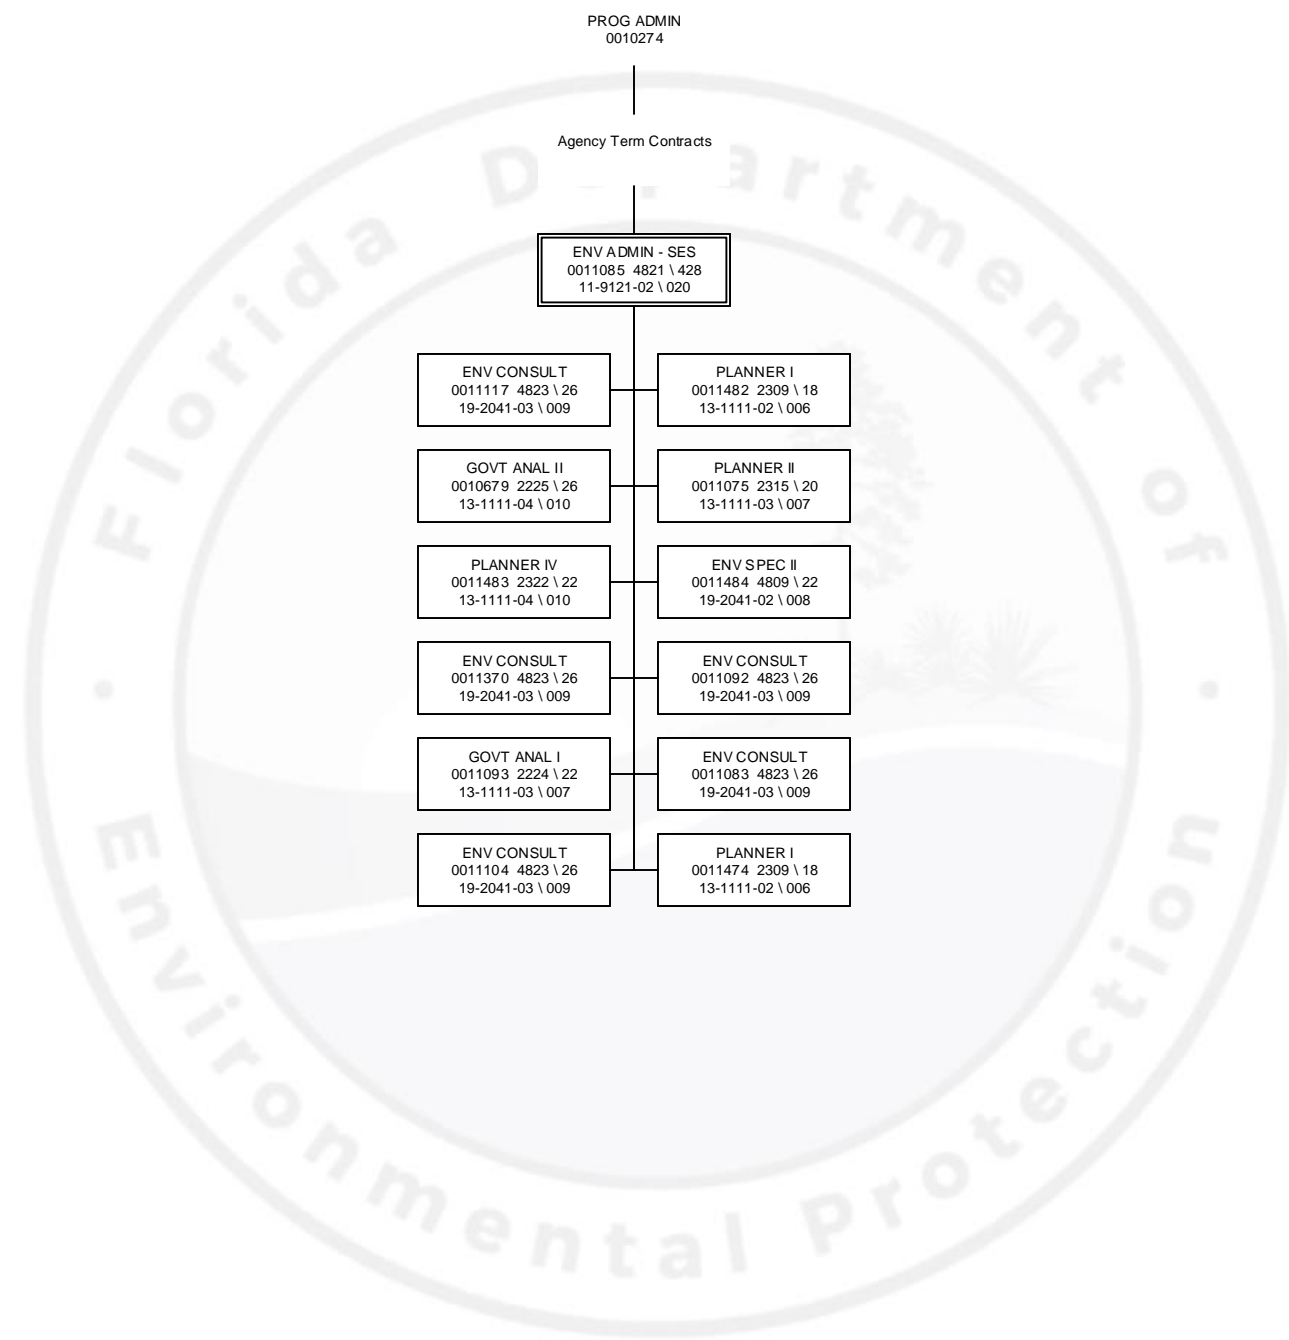 PROG ADMIN
0010274
Agency Term Contracts
ENV ADMIN - SES
0011085 4821 \ 428
11-9121-02 \ 020
ENV CONSULT
0011117 4823 \ 26
19-2041-03 \ 009
PLANNER I
0011482 2309 \ 18
13-1111-02 \ 006
GOVT ANAL II
0010679 2225 \ 26
13-1111-04 \ 010
PLANNER II
0011075 2315 \ 20
13-1111-03 \ 007
PLANNER IV
0011483 2322 \ 22
13-1111-04 \ 010
ENV SPEC II
0011484 4809 \ 22
19-2041-02 \ 008
ENV CONSULT
0011370 4823 \ 26
19-2041-03 \ 009
ENV CONSULT
0011092 4823 \ 26
19-2041-03 \ 009
GOVT ANAL I
0011093 2224 \ 22
13-1111-03 \ 007
ENV CONSULT
0011083 4823 \ 26
19-2041-03 \ 009
ENV CONSULT
0011104 4823 \ 26
19-2041-03 \ 009
PLANNER I
0011474 2309 \ 18
13-1111-02 \ 006
Florida Department of
Environmental Protection